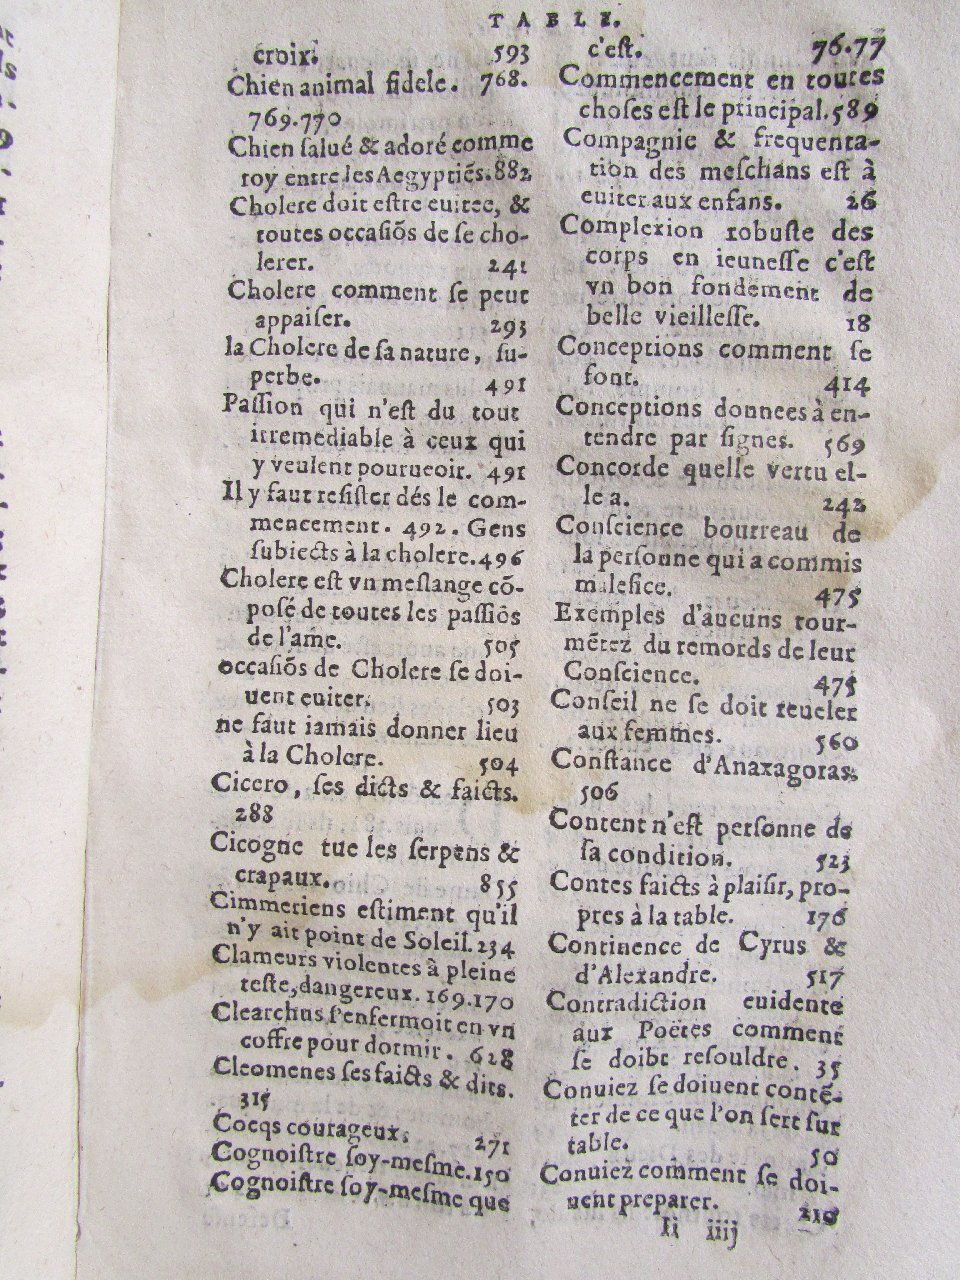 TABLE.
croix. 593
Chien animal fidele. 768.
769.770
Chien ſalué & adoré comme
roy entre les Aegyptiẽs. 882
Cholere doit eſtre euitee, &
toutes occaſiõs de ſe cho-
lerer. 241
Cholere comment ſe peut
appaiſer. 293
la Cholere de ſa nature, ſu-
perbe. 491
Paſſion qui n'eſt du tout
irremediable à ceux qui
y veulent pourueoir. 491
Il y faut reſiſter dés le com-
mencement. 492. Gens
ſubiects à la cholere. 496
Cholere eſt vn meſlange cõ-
poſé de toutes les paſſiõs
de l'ame. 505
occaſiõs de Cholere ſe doi-
uent euiter. 503
ne faut iamais donner lieu
à la Cholere. 504
Cicero, ſes dicts & faicts.
288
Cicogne tue les ſerpens &
crapaux. 855
Cimmeriens eſtiment qu'il
n'y ait point de Soleil. 234
Clameurs violentes à pleine
teſte, dangereux. 169.170
Clearchus ſ'enfermoit en vn
coffre pour dormir. 628
Cleomenes ſes faicts & dits.
315
Cocqs courageux. 271
Cognoiſtre ſoy-meſme. 150
Cognoiſtre ſoy-meſme que
c'eſt. 76.77
Commencement en toutes
choſes eſt le principal. 589
Compagnie & frequenta-
tion des meſchans eſt à
euiter aux enfans. 26
Complexion robuſte des
corps en ieuneſſe c'eſt
vn bon fondement de
belle vieilleſſe. 18
Conceptions comment ſe
font. 414
Conceptions donnees à en-
tendre par ſignes. 569
Concorde quelle vertu el-
le a. 242
Conſcience bourreau de
la perſonne qui a commis
malefice. 475
Exemples d'aucuns tour-
mẽtez du remords de leur
Conſcience. 475
Conſeil ne ſe doit reueler
aux femmes. 560
Conſtance d'Anaxagoras.
506
Content n'eſt perſonne de
ſa condition. 523
Contes faicts à plaiſir, pro-
pres à la table. 176
Continence de Cyrus &
d'Alexandre. 517
Contradiction euidente
aux Poëtes comment
ſe doibt reſouldre. 35
Conuiez ſe doiuent contẽ-
ter de ce que l'on ſert ſur
table. 50
Conuiez comment ſe doi-
uent preparer. 210
Ii iiij